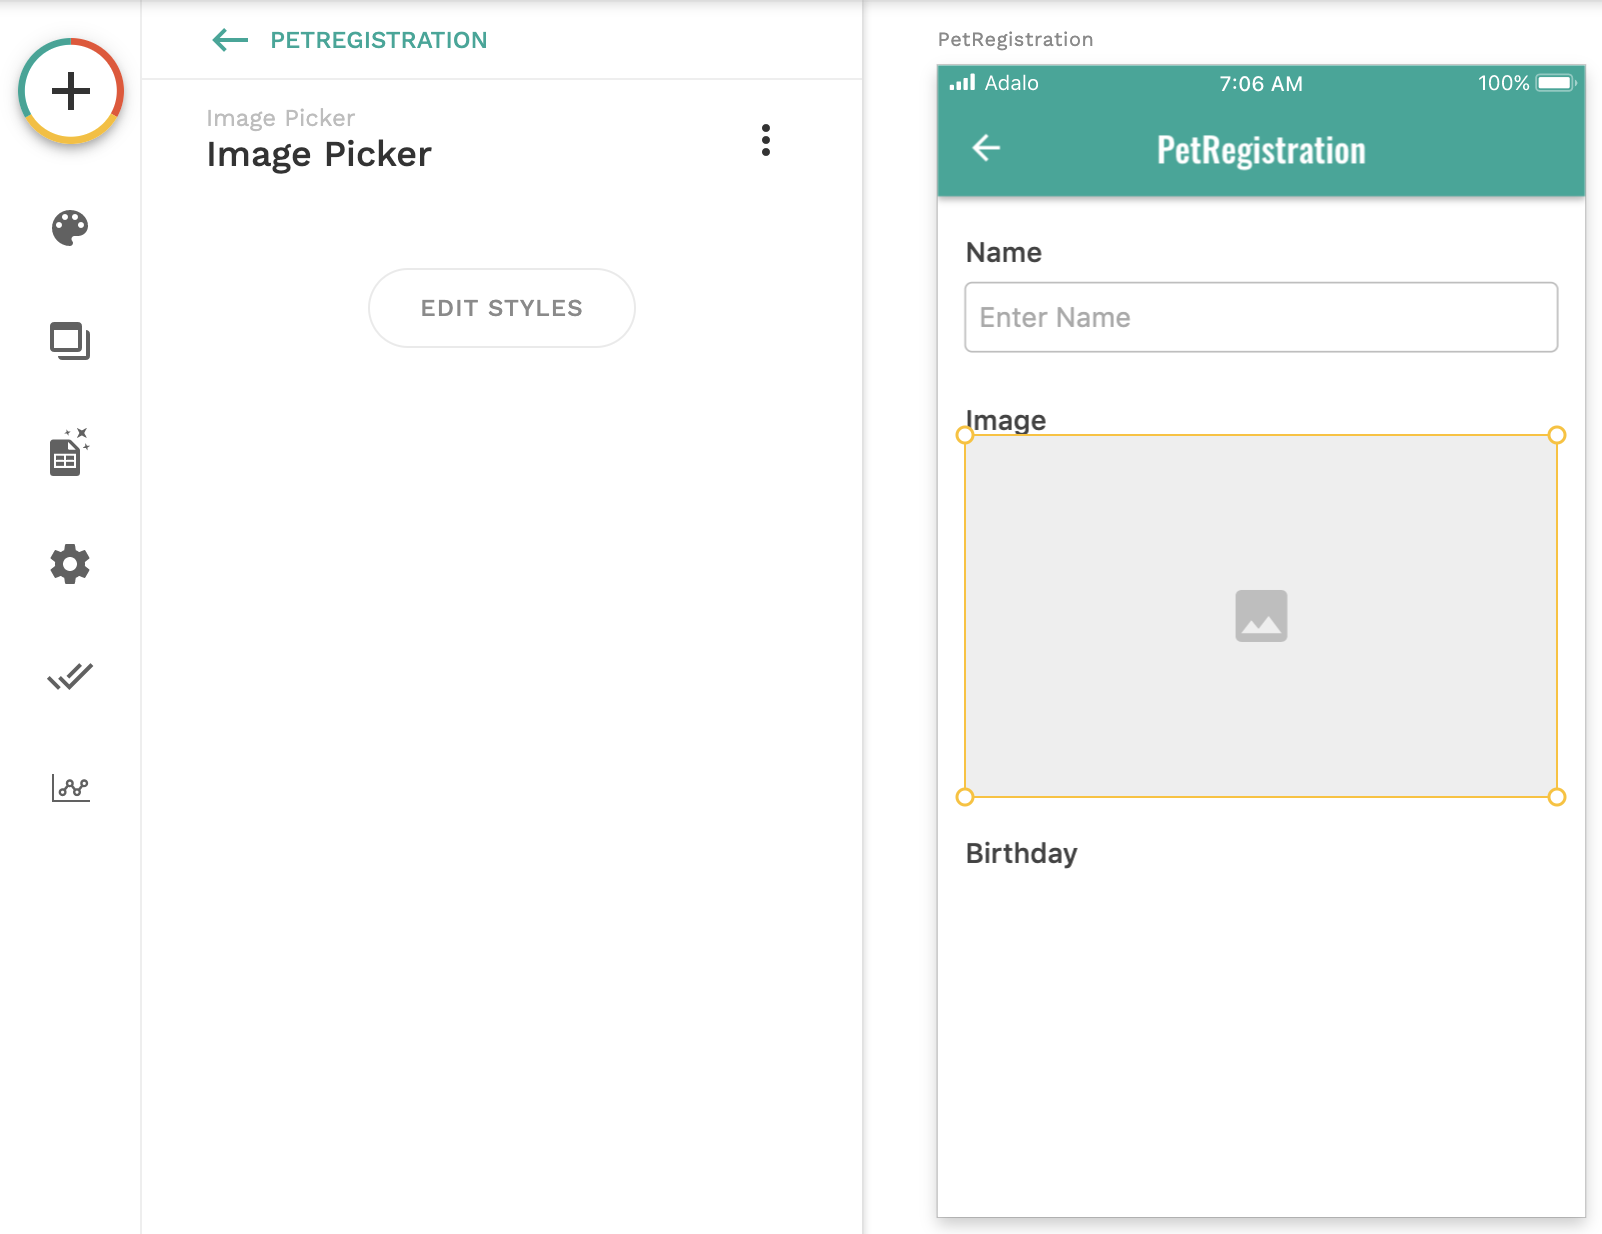 PETREGISTRATION
Image Picker
Image Picker
EDIT STYLES
PetRegistration
Adalo 7:06 AM 100%
PetRegistration
Name
Enter Name
Image
Birthday